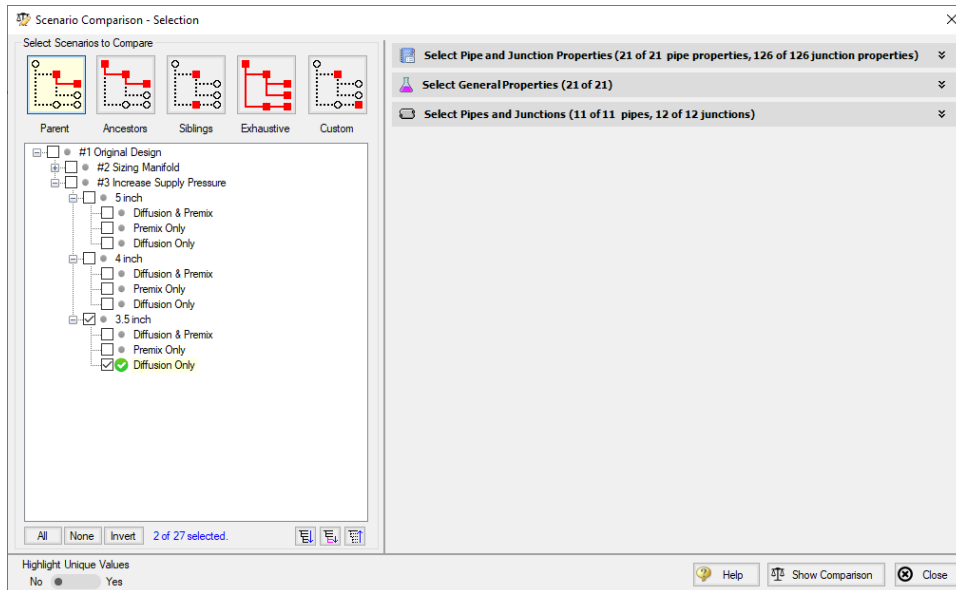 Scenario Comparison - Selection
Select Scenarios to Compare
Parent Ancestors Siblings Exhaustive Custom
#1 Original Design
#2 Sizing Manifold
#3 Increase Supply Pressure
5 inch
Diffusion & Premix
Premix Only
Diffusion Only
4 inch
Diffusion & Premix
Premix Only
Diffusion Only
3.5 inch
Diffusion & Premix
Premix Only
Diffusion Only
All None Invert 2 of 27 selected.
Select Pipe and Junction Properties (21 of 21 pipe properties, 126 of 126 junction properties)
Select General Properties (21 of 21)
Select Pipes and Junctions (11 of 11 pipes, 12 of 12 junctions)
Highlight Unique Values
No Yes
Help Show Comparison Close